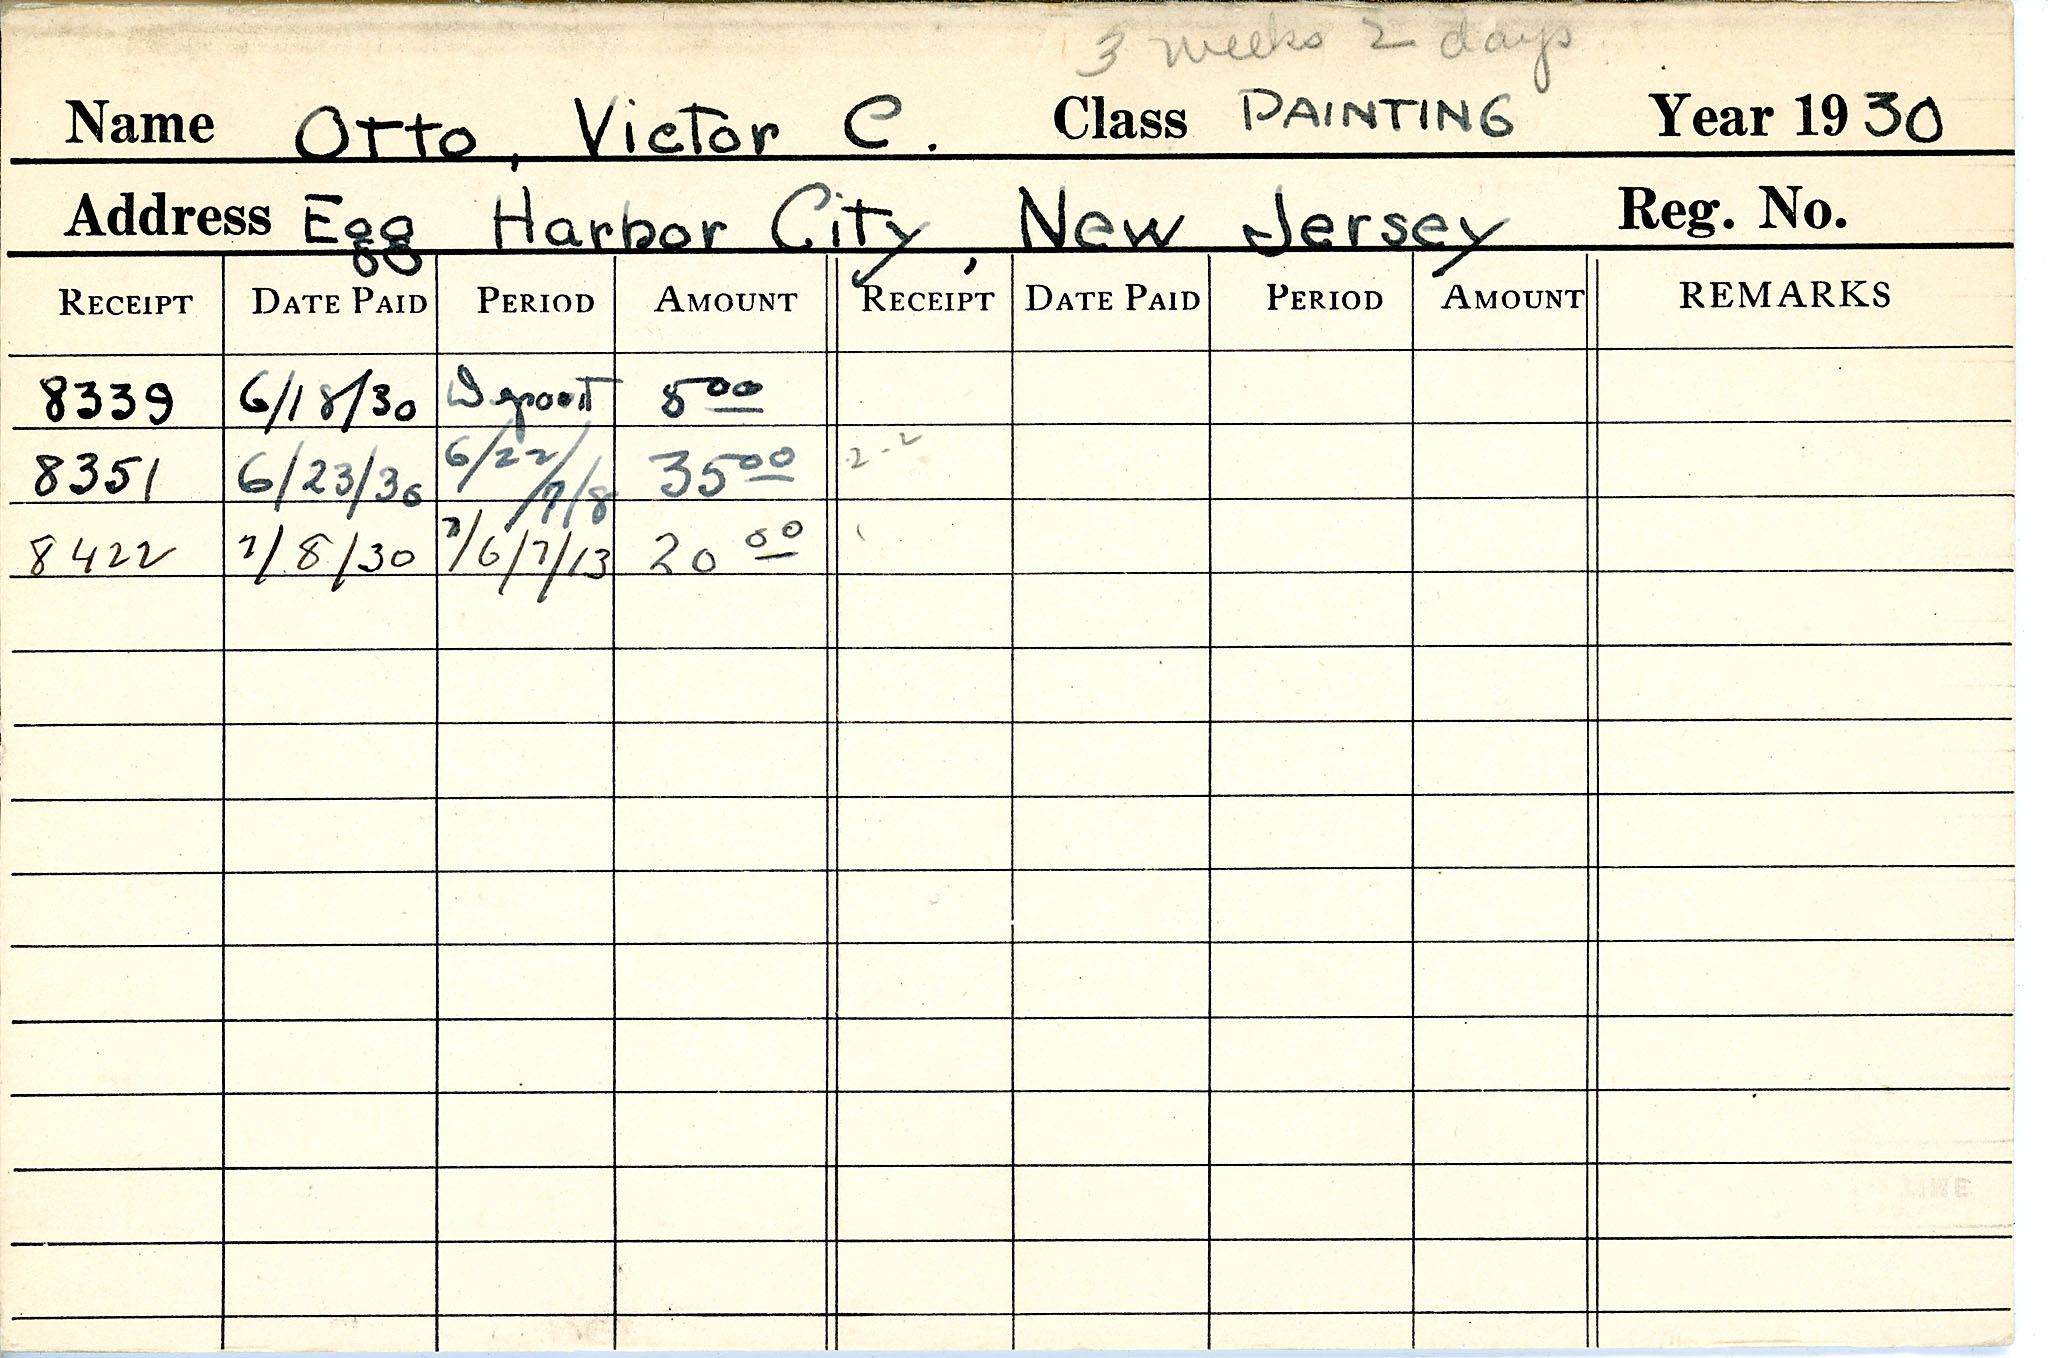 3 weeks 2 days
Name Otto, Victor C. Class PAINTING Year 1930
Address Egg Harbor City, New Jersey Reg. No.
RECEIPT DATE PAID PERIOD AMOUNT RECEIPT DATE PAID PERIOD AMOUNT REMARKS
8339 6/18/30 Deposit 5 00
8351 6/23/30 6/22/7/8 35 00 2-2
8422 7/8/30 7/6/7/13 20 00